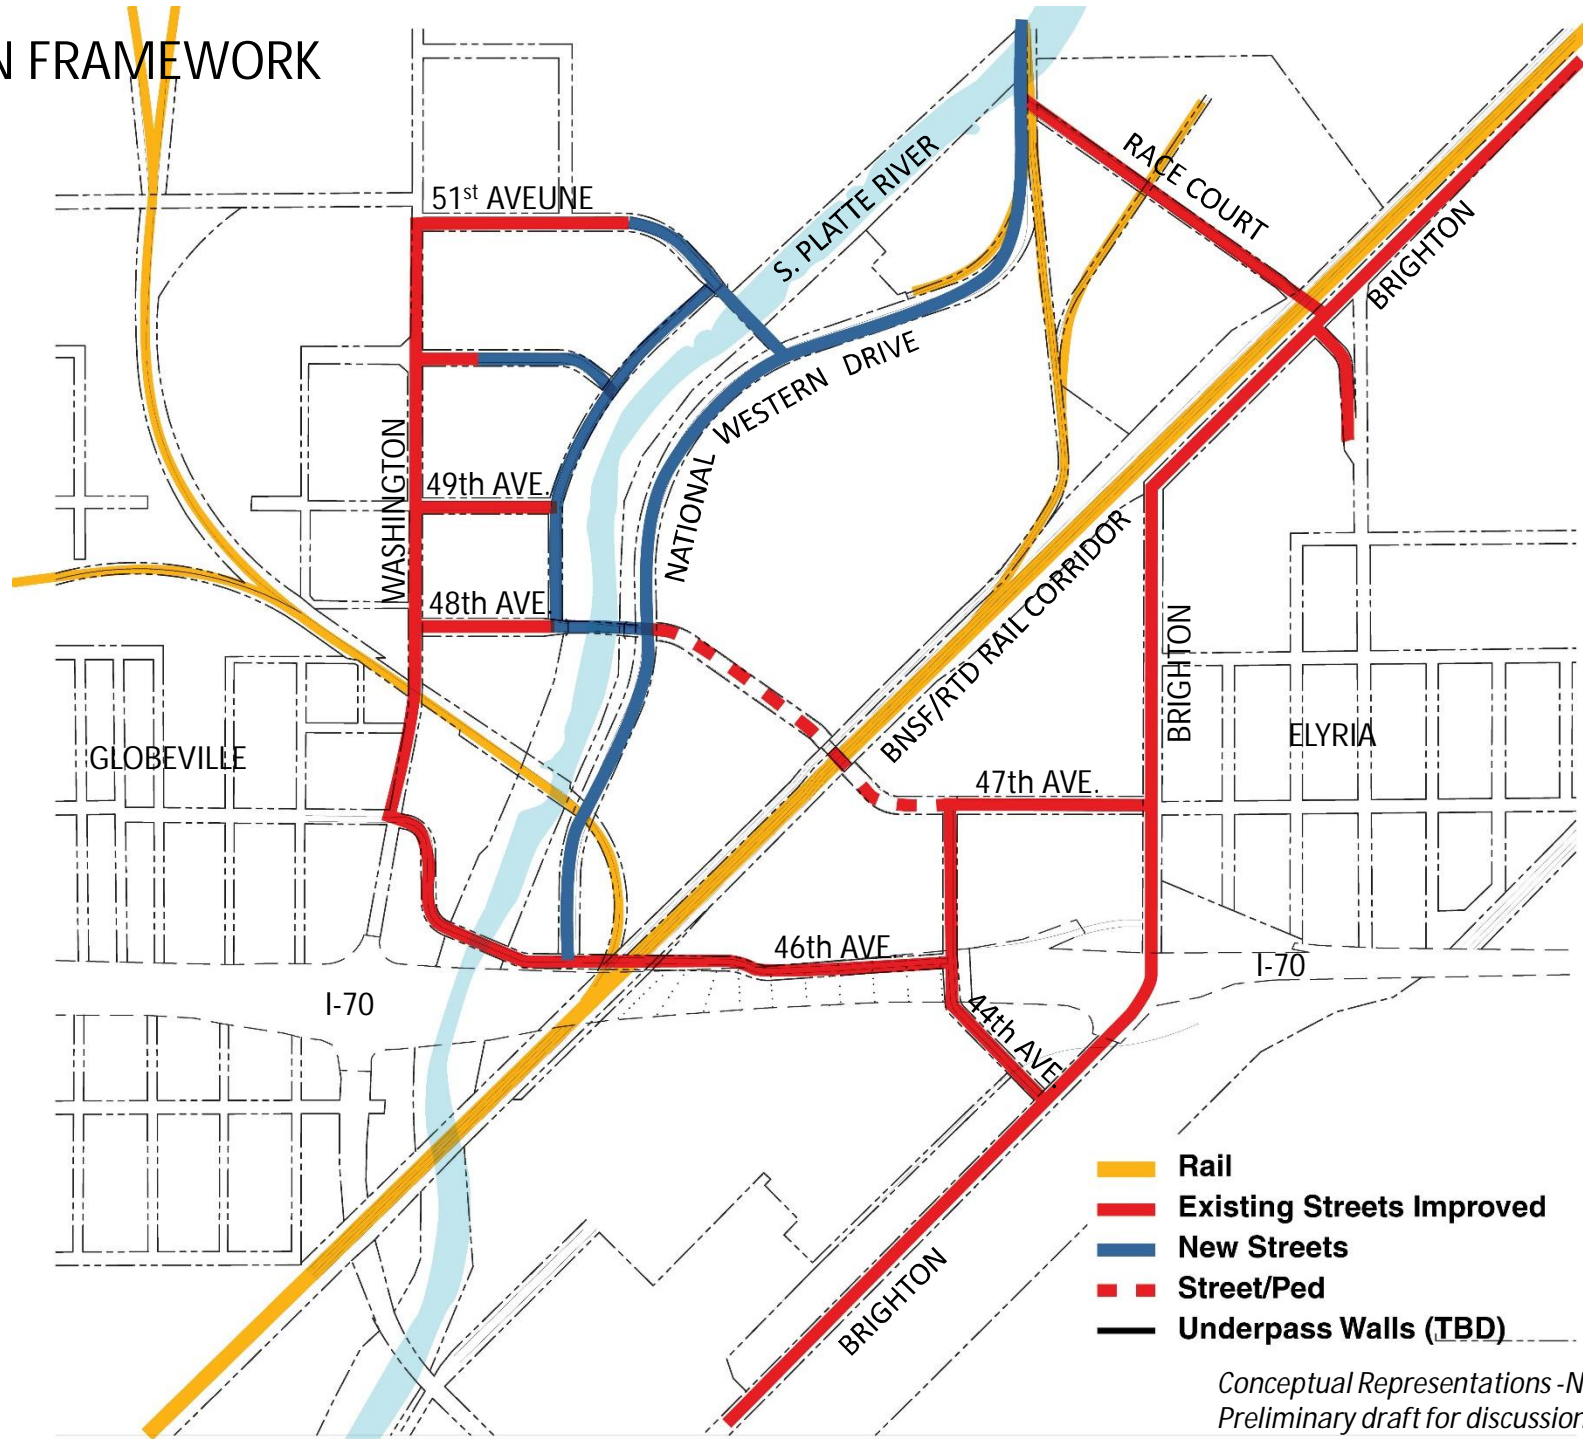 N FRAMEWORK
51st AVEUNE
S. PLATTE RIVER
RACE COURT
BRIGHTON
NATIONAL WESTERN DRIVE
WASHINGTON
49th AVE.
48th AVE.
BNSF/RTD RAIL CORRIDOR
BRIGHTON
ELYRIA
GLOBEVILLE
47th AVE.
46th AVE.
I-70
I-70
44th AVE.
BRIGHTON
Rail
Existing Streets Improved
New Streets
Street/Ped
Underpass Walls (TBD)
Conceptual Representations -N
Preliminary draft for discussion